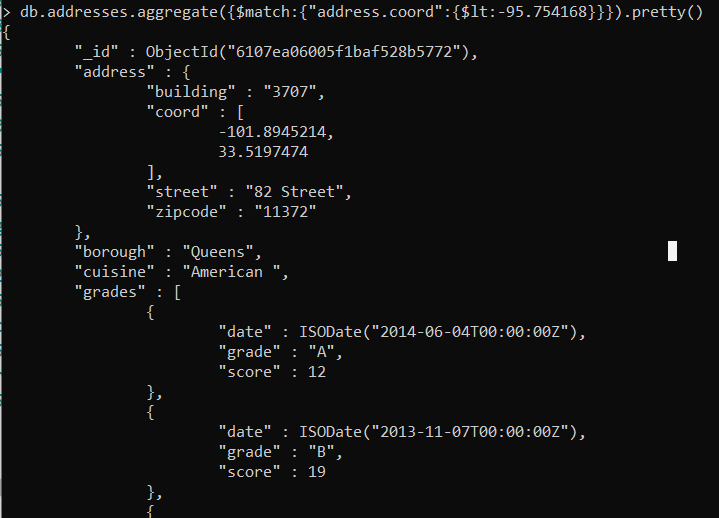 > db.addresses.aggregate({$match:{"address.coord":{$lt:-95.754168}}}).pretty()
{
"_id" : ObjectId("6107ea06005f1baf528b5772"),
"address" : {
"building" : "3707",
"coord" : [
-101.8945214,
33.5197474
],
"street" : "82 Street",
"zipcode" : "11372"
},
"borough" : "Queens",
"cuisine" : "American ",
"grades" : [
{
"date" : ISODate("2014-06-04T00:00:00Z"),
"grade" : "A",
"score" : 12
},
{
"date" : ISODate("2013-11-07T00:00:00Z"),
"grade" : "B",
"score" : 19
},
{